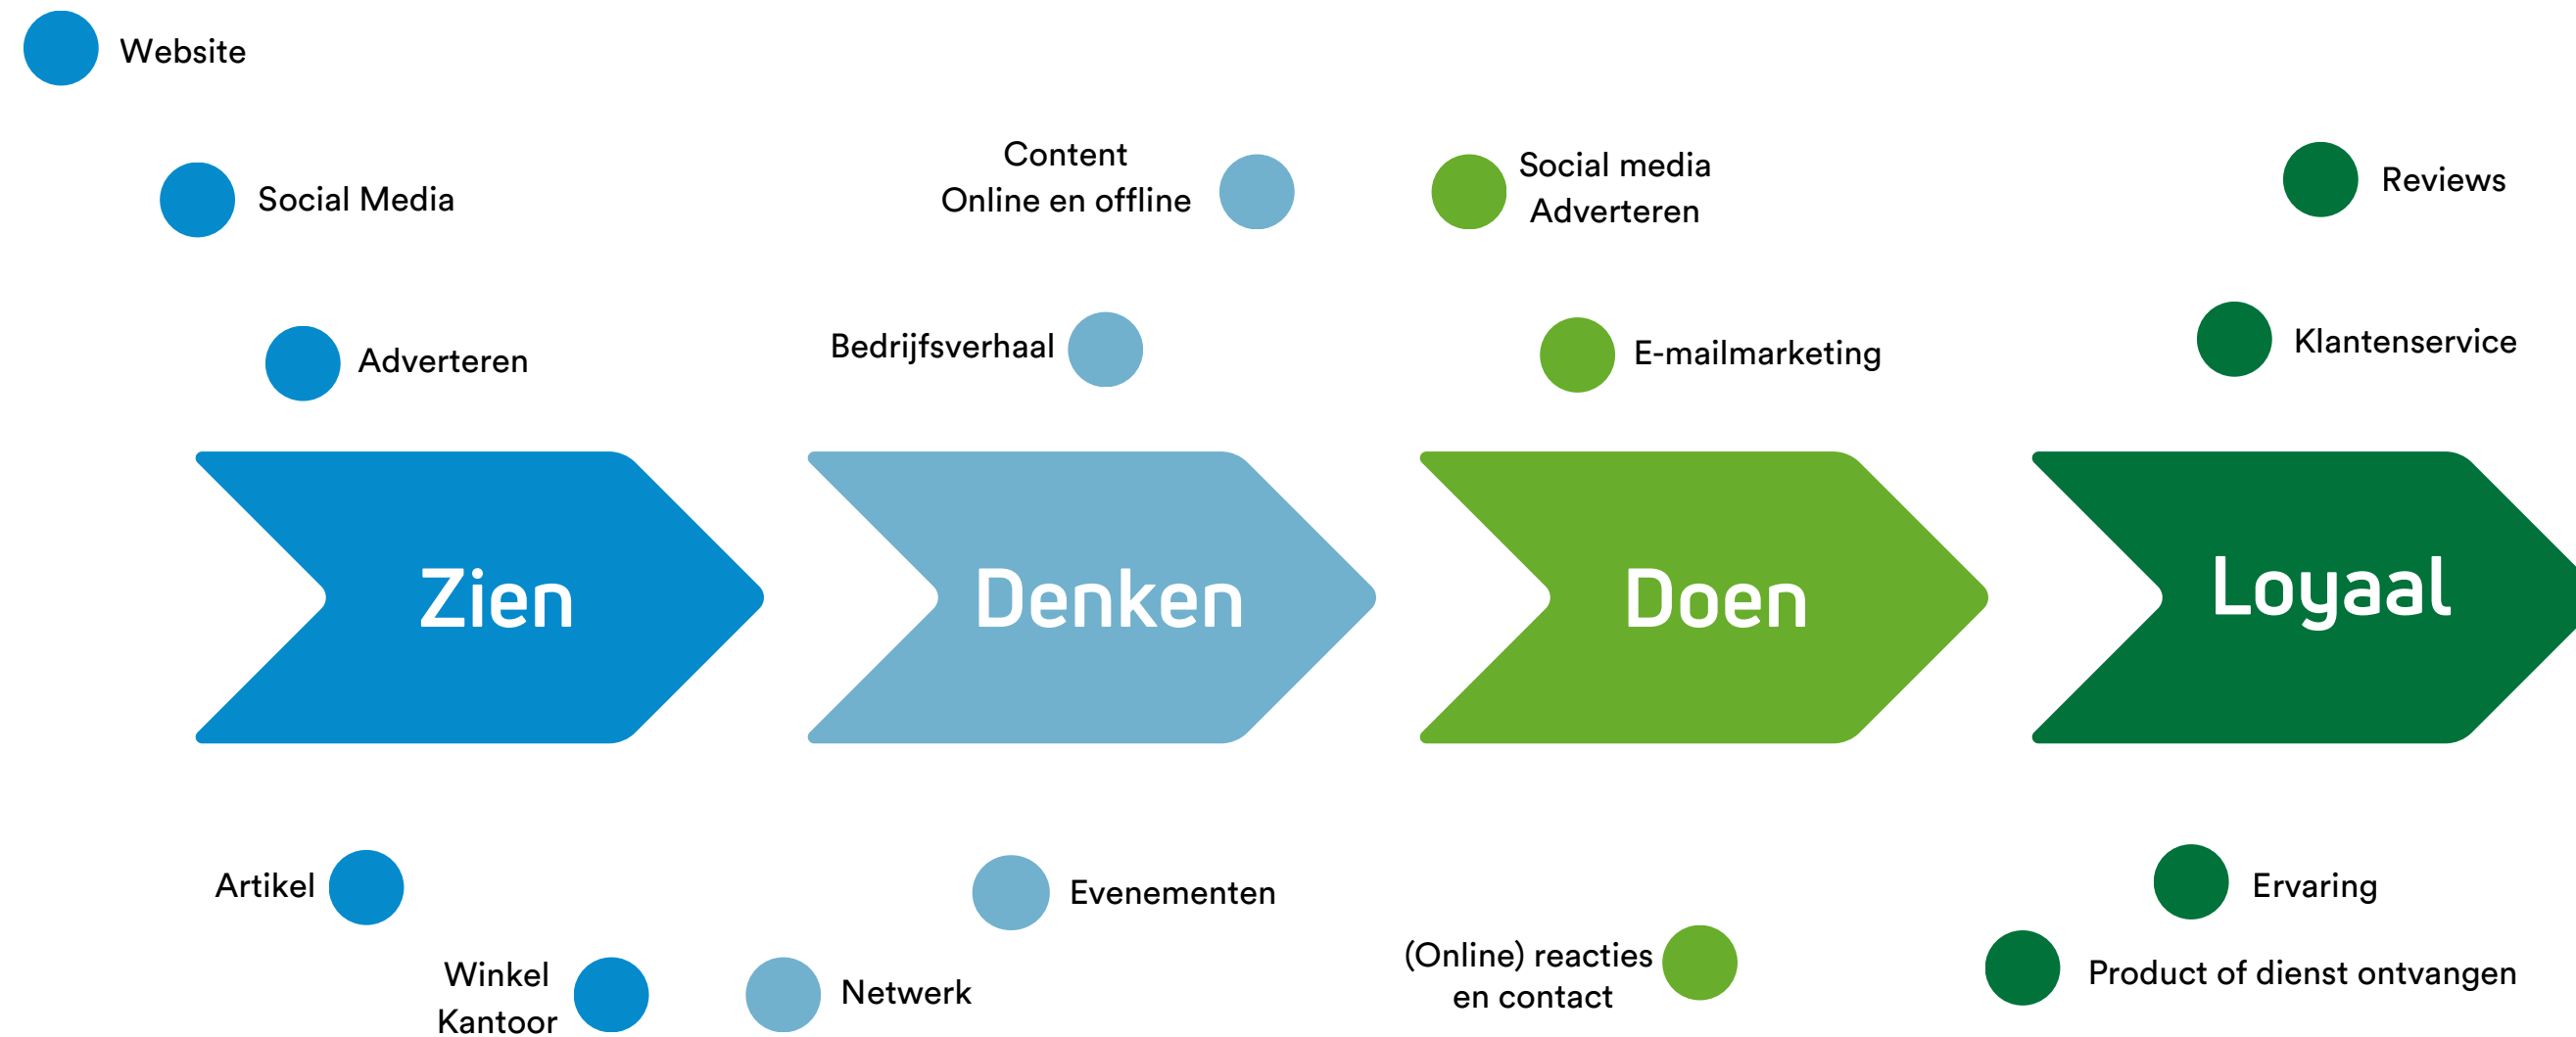 Website
Social Media
Adverteren
Content
Online en offline
Bedrijfsverhaal
Social media
Adverteren
E-mailmarketing
Reviews
Klantenservice
Zien
Denken
Doen
Loyaal
Artikel
Winkel
Kantoor
Evenementen
Netwerk
(Online) reacties
en contact
Ervaring
Product of dienst ontvangen